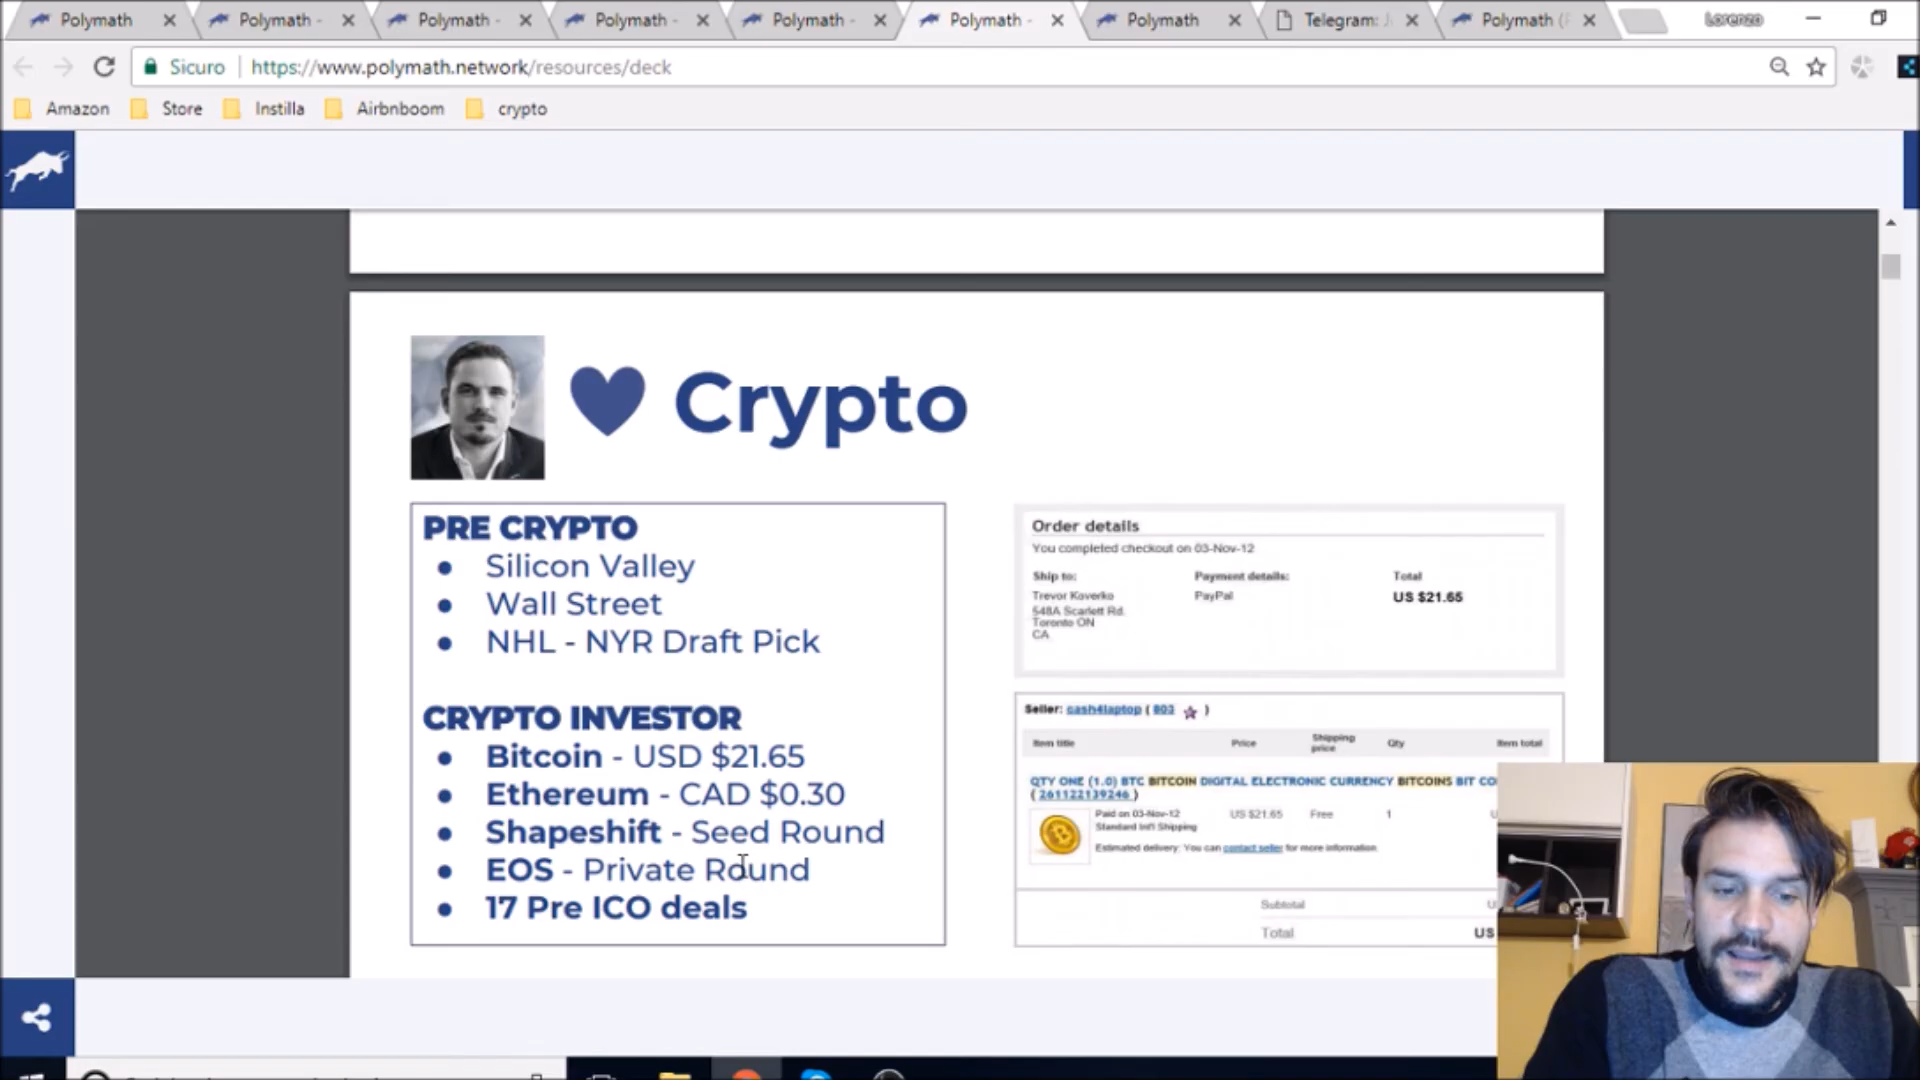 Polymath
Polymath -
Polymath -
Polymath -
Polymath -
Polymath -
Polymath
Telegram:
Polymath (
Lorenzo
Sicuro
https://www.polymath.network/resources/deck
Amazon
Store
Instilla
Airbnboom
crypto
Crypto
PRE CRYPTO
Silicon Valley
Wall Street
NHL - NYR Draft Pick
CRYPTO INVESTOR
Bitcoin - USD $21.65
Ethereum - CAD $0.30
Shapeshift - Seed Round
EOS - Private Round
17 Pre ICO deals
Order details
You completed checkout on 03-Nov-12
Ship to: Payment details: Total
Trevor Koverko PayPal US $21.65
548A Scarlett Rd.
Toronto ON
CA
Seller: cash4laptop ( 803 )
Item title Price Shipping price Qty Item total
QTY ONE (1.0) BTC BITCOIN DIGITAL ELECTRONIC CURRENCY BITCOINS BIT CO
( 261122139246 )
Paid on 03-Nov-12 US $21.65 Free 1
Standard Int'l Shipping
Estimated delivery: You can contact seller for more information.
Subtotal
Total US